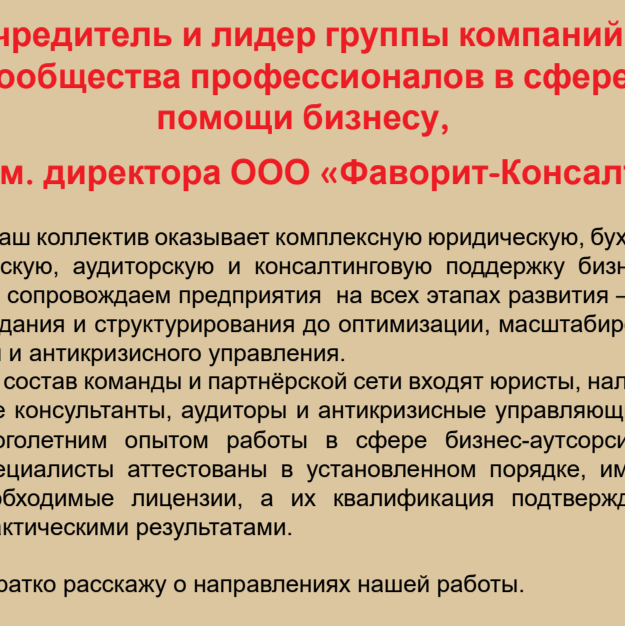 чредитель и лидер группы компаний
ообщества профессионалов в сфере
помощи бизнесу,
м. директора ООО «Фаворит-Консалт
аш коллектив оказывает комплексную юридическую, бух
скую, аудиторскую и консалтинговую поддержку бизн
сопровождаем предприятия на всех этапах развития –
дания и структурирования до оптимизации, масштабиро
и и антикризисного управления.
состав команды и партнёрской сети входят юристы, нал
е консультанты, аудиторы и антикризисные управляющ
оголетним опытом работы в сфере бизнес-аутсорси
ециалисты аттестованы в установленном порядке, им
обходимые лицензии, а их квалификация подтвержд
актическими результатами.
ратко расскажу о направлениях нашей работы.